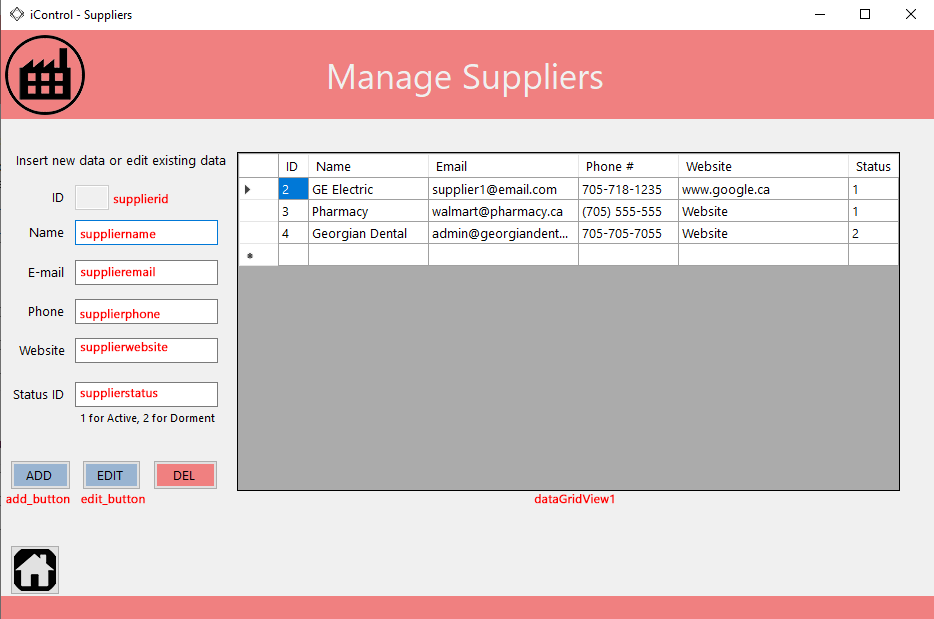 iControl - Suppliers
Manage Suppliers
Insert new data or edit existing data
ID supplierid
Name suppliername
E-mail supplieremail
Phone supplierphone
Website supplierwebsite
Status ID supplierstatus
1 for Active, 2 for Dorment
ADD EDIT DEL
add_button edit_button
ID Name Email Phone # Website Status
2 GE Electric supplier1@email.com 705-718-1235 www.google.ca 1
3 Pharmacy walmart@pharmacy.ca (705) 555-555 Website 1
4 Georgian Dental admin@georgiandent... 705-705-7055 Website 2
dataGridView1